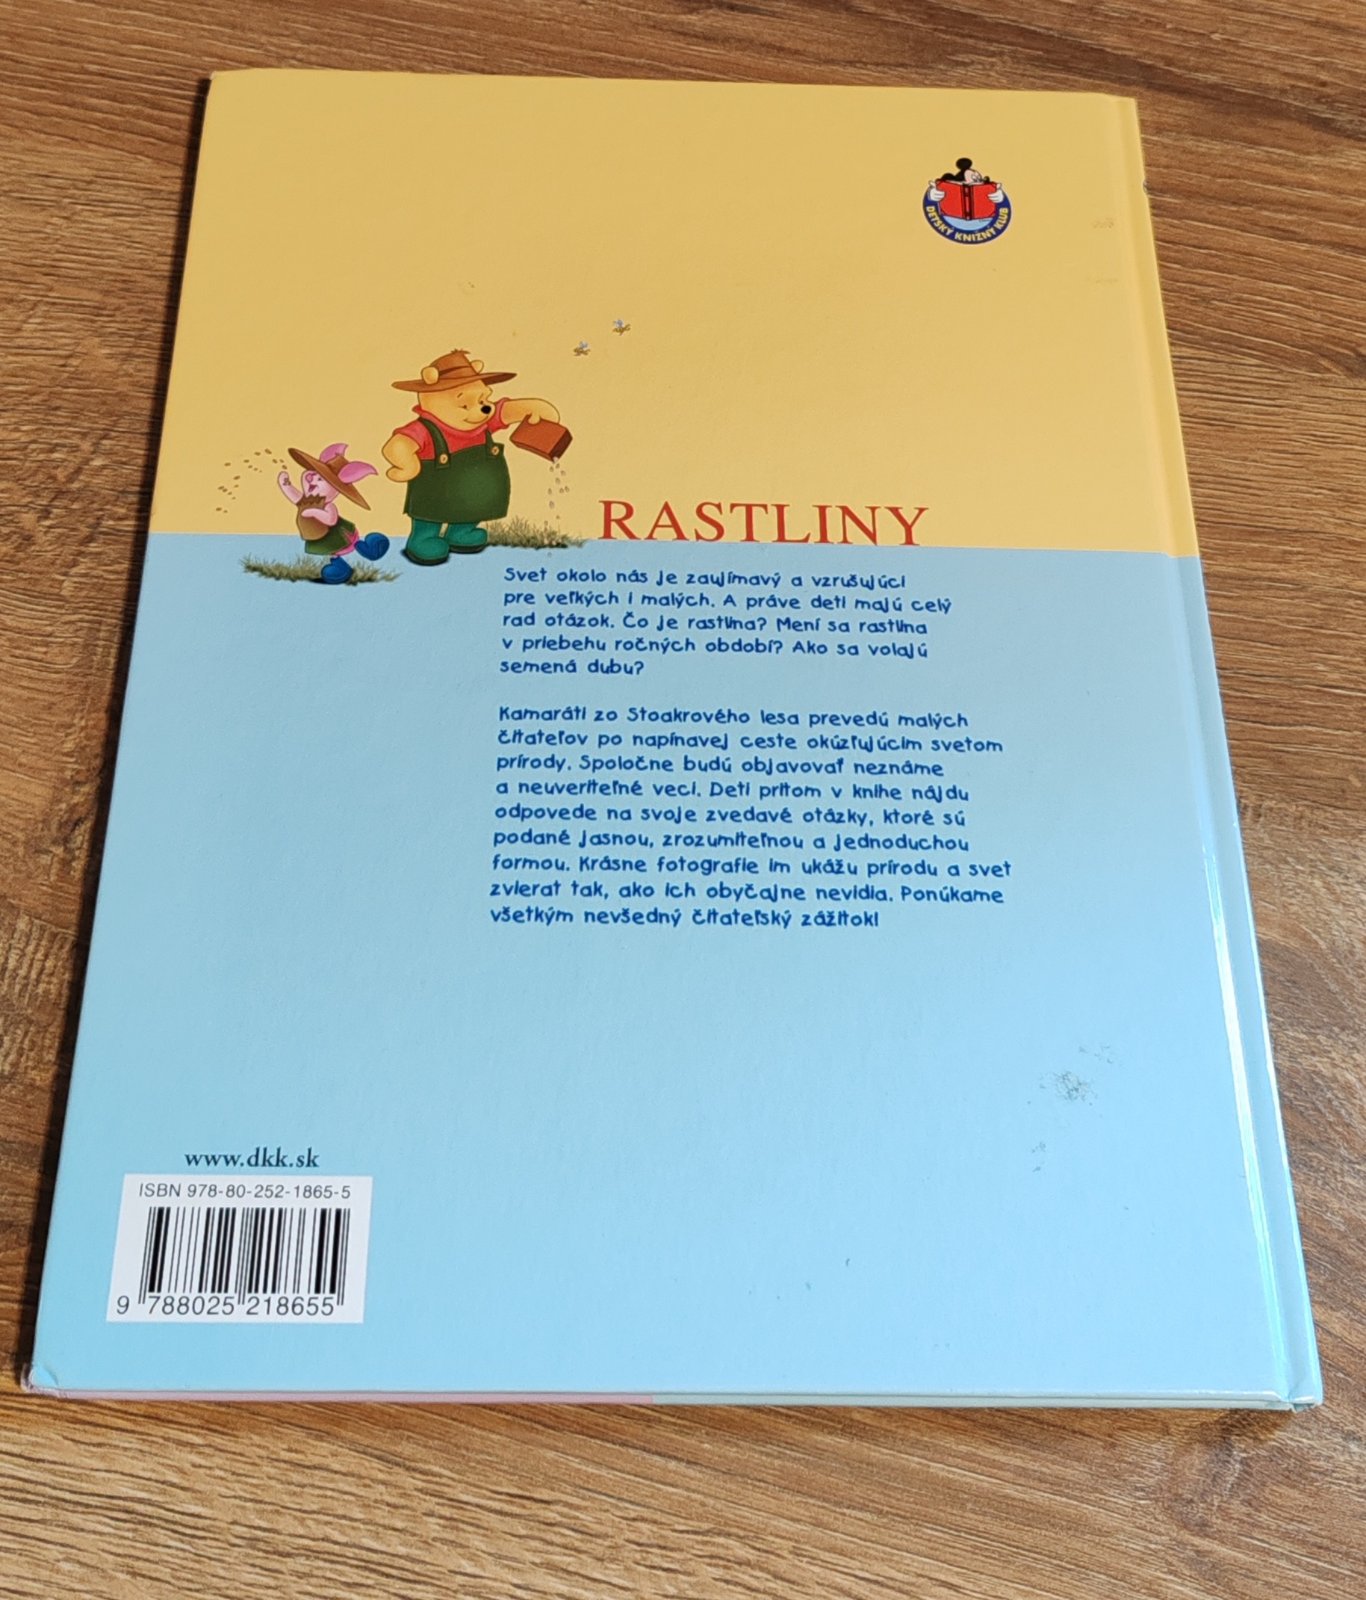 DETSKÝ KNIŽNÝ KLUB
RASTLINY
Svet okolo nás je zaujímavý a vzrušujúci
pre veľkých i malých. A práve deti majú celý
rad otázok. Čo je rastlina? Mení sa rastlina
v priebehu ročných období? Ako sa volajú
semená dubu?
Kamaráti zo Stoakrového lesa prevedú malých
čitateľov po napínavej ceste okúzľujúcim svetom
prírody. Spoločne budú objavovať neznáme
a neuveriteľné veci. Deti pritom v knihe nájdu
odpovede na svoje zvedavé otázky, ktoré sú
podané jasnou, zrozumiteľnou a jednoduchou
formou. Krásne fotografie im ukážu prírodu a svet
zvierat tak, ako ich obyčajne nevidia. Ponúkame
všetkým nevšedný čitateľský zážitok!
www.dkk.sk
ISBN 978-80-252-1865-5
9 788025 218655